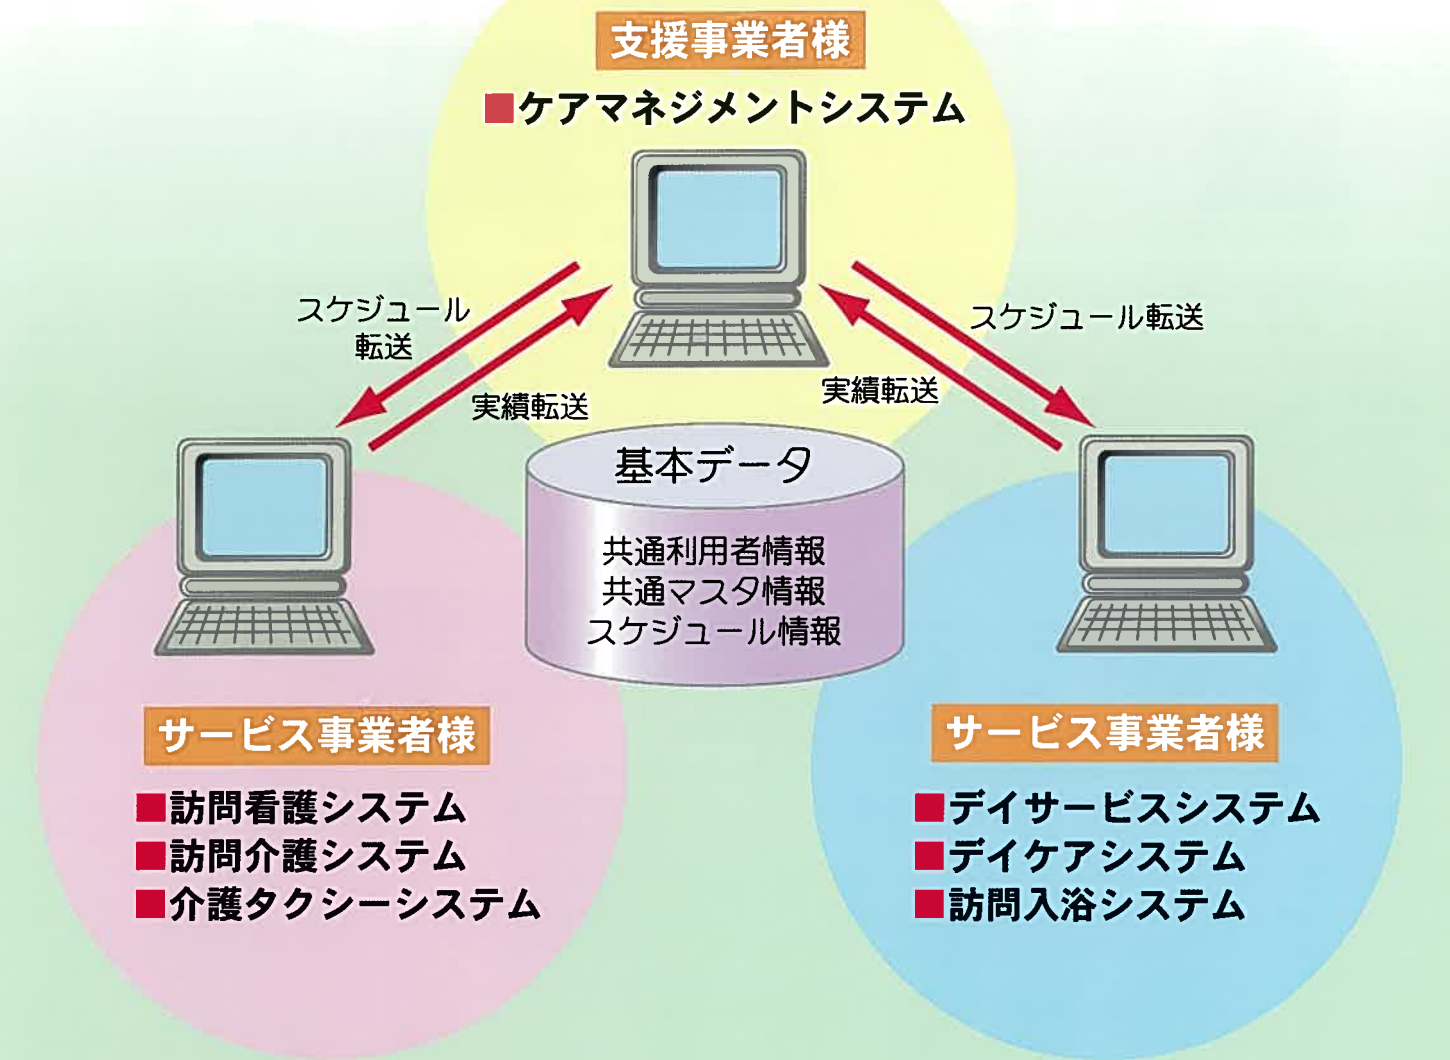 支援事業者様
■ケアマネジメントシステム
スケジュール
転送
実績転送
スケジュール転送
実績転送
基本データ
共通利用者情報
共通マスタ情報
スケジュール情報
サービス事業者様
■訪問看護システム
■訪問介護システム
■介護タクシーシステム
サービス事業者様
■デイサービスシステム
■デイケアシステム
■訪問入浴システム